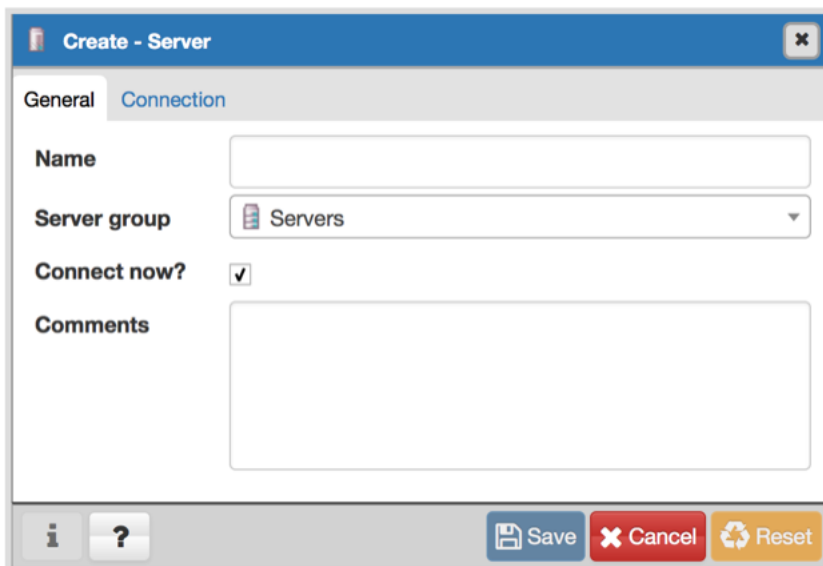 Create - Server
General Connection
Name
Server group Servers
Connect now?
Comments
i ? Save Cancel Reset